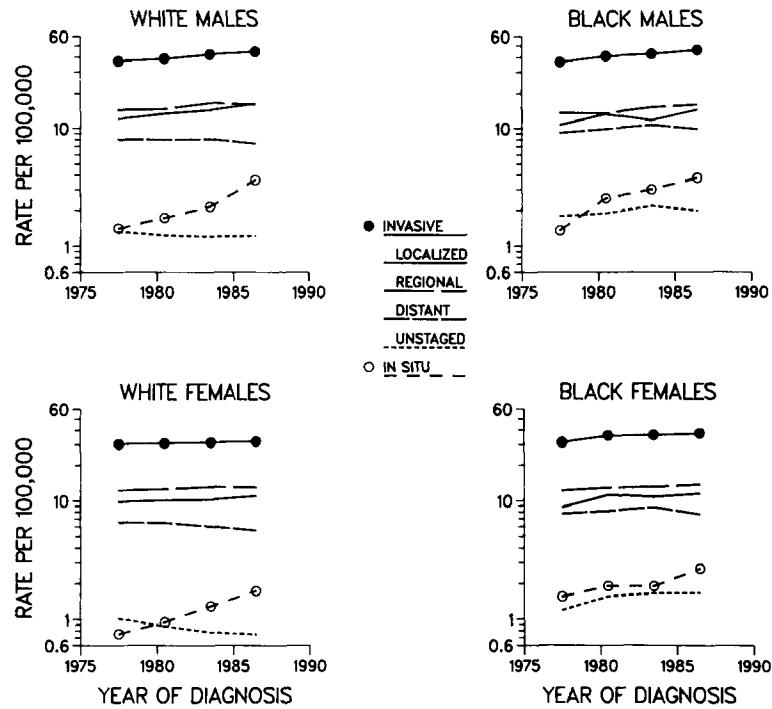 WHITE MALES
60
10
1
0.6
1975 1980 1985 1990
RATE PER 100,000
BLACK MALES
60
10
1
0.6
1975 1980 1985 1990
INVASIVE
LOCALIZED
REGIONAL
DISTANT
UNSTAGED
IN SITU
WHITE FEMALES
60
10
1
0.6
1975 1980 1985 1990
RATE PER 100,000
YEAR OF DIAGNOSIS
BLACK FEMALES
60
10
1
0.6
1975 1980 1985 1990
YEAR OF DIAGNOSIS